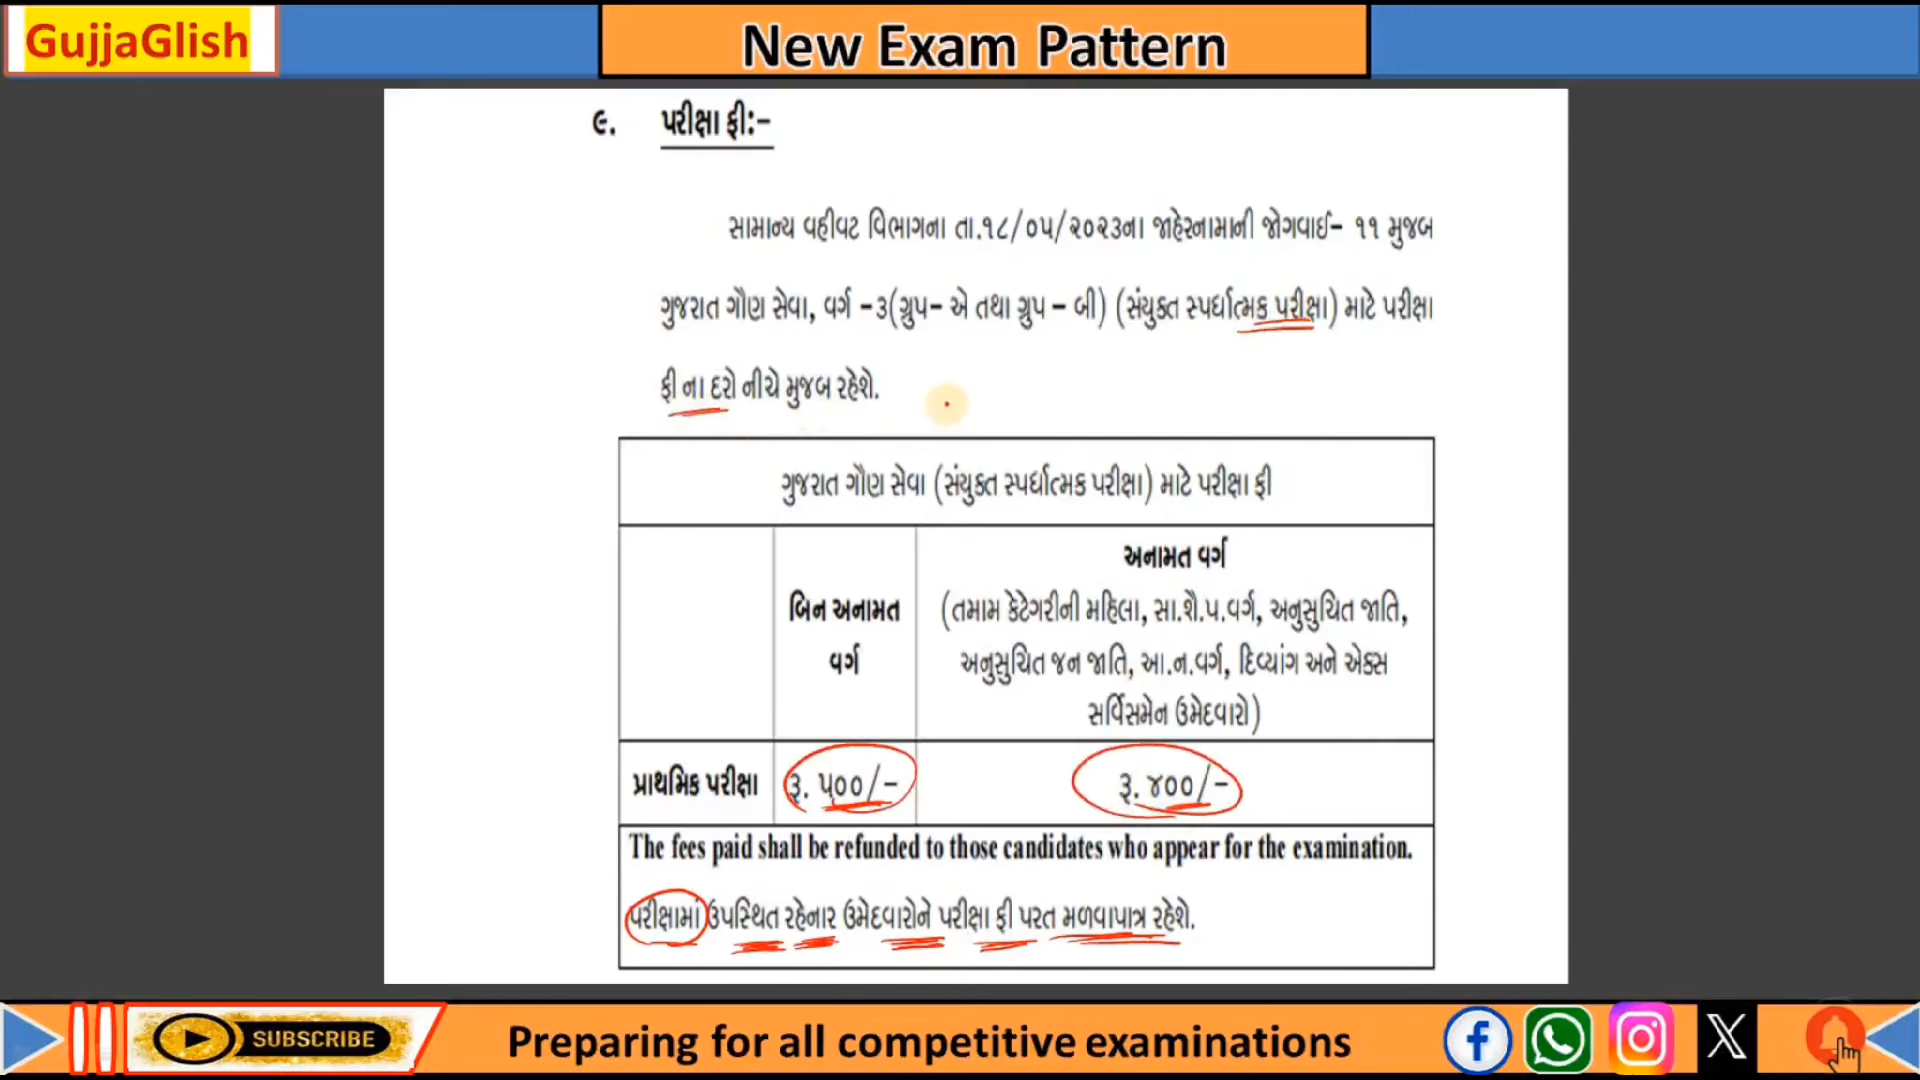 GujjaGlish
New Exam Pattern
૯. પરીક્ષા ફી:-
સામાન્ય વહીવટ વિભાગના તા.૧૮/૦૫/૨૦૨૩ના જાહેરનામાની જોગવાઈ- ૧૧ મુજબ
ગુજરાત ગૌણ સેવા, વર્ગ -૩(ગ્રુપ- એ તથા ગ્રુપ - બી) (સંયુક્ત સ્પર્ધાત્મક પરીક્ષા) માટે પરીક્ષા
ફી ના દરો નીચે મુજબ રહેશે.
ગુજરાત ગૌણ સેવા (સંયુક્ત સ્પર્ધાત્મક પરીક્ષા) માટે પરીક્ષા ફી
બિન અનામત
વર્ગ
અનામત વર્ગ
(તમામ કેટેગરીની મહિલા, સા.શૈ.પ.વર્ગ, અનુસુચિત જાતિ,
અનુસુચિત જન જાતિ, આ.ન.વર્ગ, દિવ્યાંગ અને એક્સ
સર્વિસમેન ઉમેદવારો)
પ્રાથમિક પરીક્ષા રૂ. ૫૦૦/- રૂ. ૪૦૦/-
The fees paid shall be refunded to those candidates who appear for the examination.
પરીક્ષામાં ઉપસ્થિત રહેનાર ઉમેદવારોને પરીક્ષા ફી પરત મળવાપાત્ર રહેશે.
SUBSCRIBE
Preparing for all competitive examinations